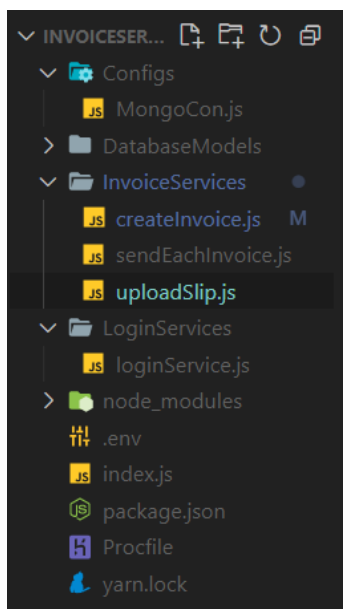 INVOICESER...
Configs
JS MongoCon.js
DatabaseModels
InvoiceServices
JS createInvoice.js M
JS sendEachInvoice.js
JS uploadSlip.js
LoginServices
JS loginService.js
node_modules
.env
JS index.js
JS package.json
H Procfile
yarn.lock